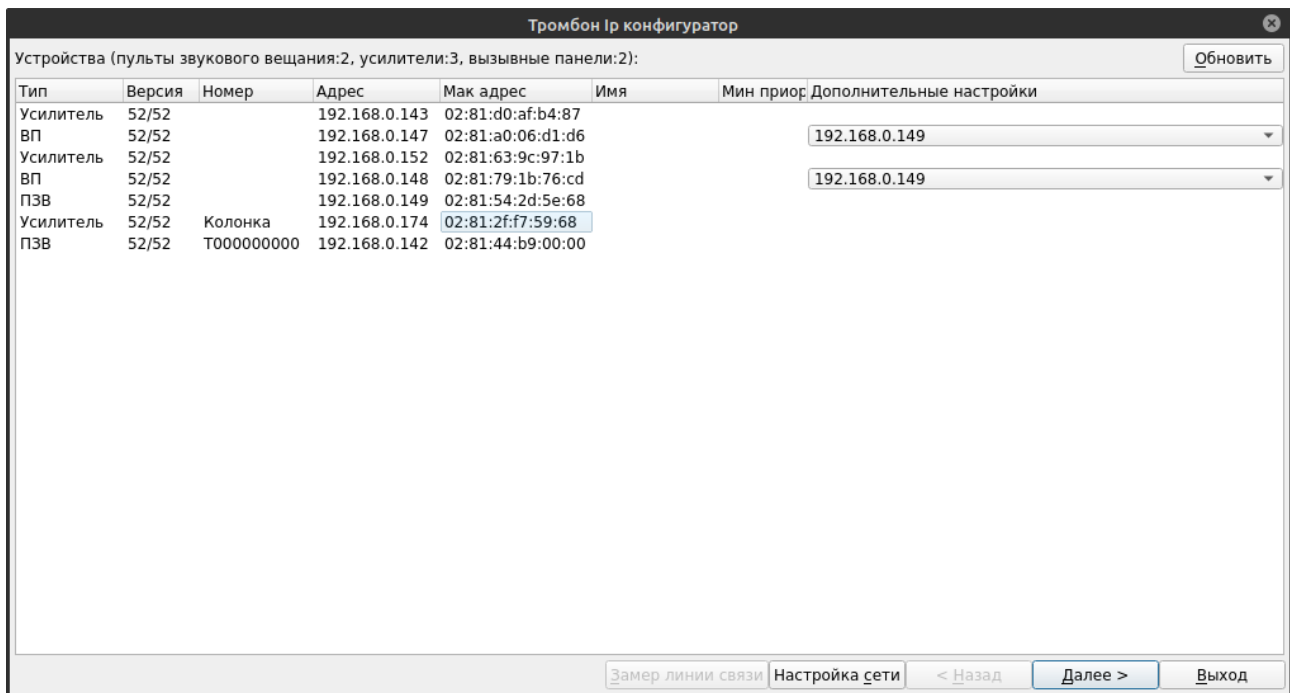 Тромбон Ip конфигуратор
Устройства (пульты звукового вещания:2, усилители:3, вызывные панели:2): Обновить
Тип Версия Номер Адрес Мак адрес Имя Мин приор Дополнительные настройки
Усилитель 52/52 192.168.0.143 02:81:d0:af:b4:87
ВП 52/52 192.168.0.147 02:81:a0:06:d1:d6 192.168.0.149
Усилитель 52/52 192.168.0.152 02:81:63:9c:97:1b
ВП 52/52 192.168.0.148 02:81:79:1b:76:cd 192.168.0.149
ПЗВ 52/52 192.168.0.149 02:81:54:2d:5e:68
Усилитель 52/52 Колонка 192.168.0.174 02:81:2f:f7:59:68
ПЗВ 52/52 T000000000 192.168.0.142 02:81:44:b9:00:00
Замер линии связи Настройка сети < Назад Далее > Выход